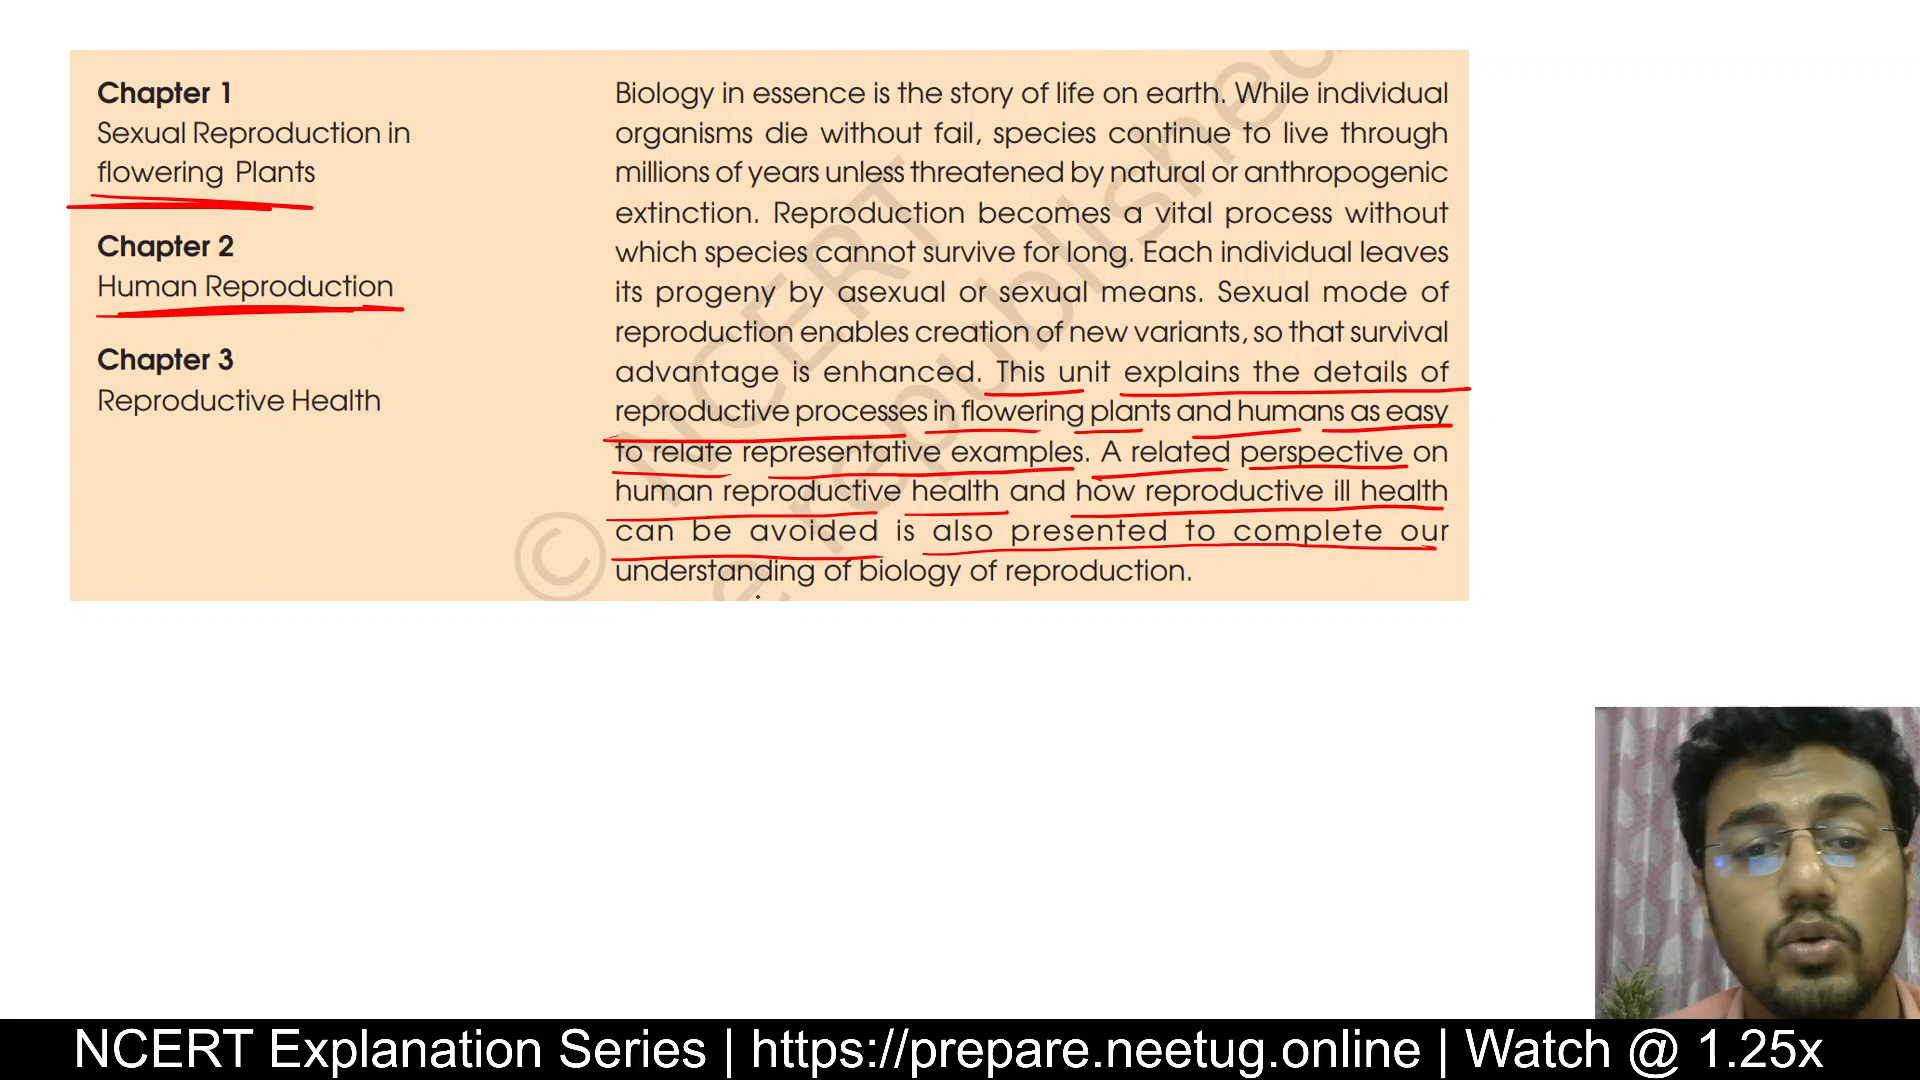 Chapter 1
Sexual Reproduction in
flowering Plants
Chapter 2
Human Reproduction
Chapter 3
Reproductive Health
Biology in essence is the story of life on earth. While individual
organisms die without fail, species continue to live through
millions of years unless threatened by natural or anthropogenic
extinction. Reproduction becomes a vital process without
which species cannot survive for long. Each individual leaves
its progeny by asexual or sexual means. Sexual mode of
reproduction enables creation of new variants, so that survival
advantage is enhanced. This unit explains the details of
reproductive processes in flowering plants and humans as easy
to relate representative examples. A related perspective on
human reproductive health and how reproductive ill health
can be avoided is also presented to complete our
understanding of biology of reproduction.
© NCERT
republished
NCERT Explanation Series | https://prepare.neetug.online | Watch @ 1.25x